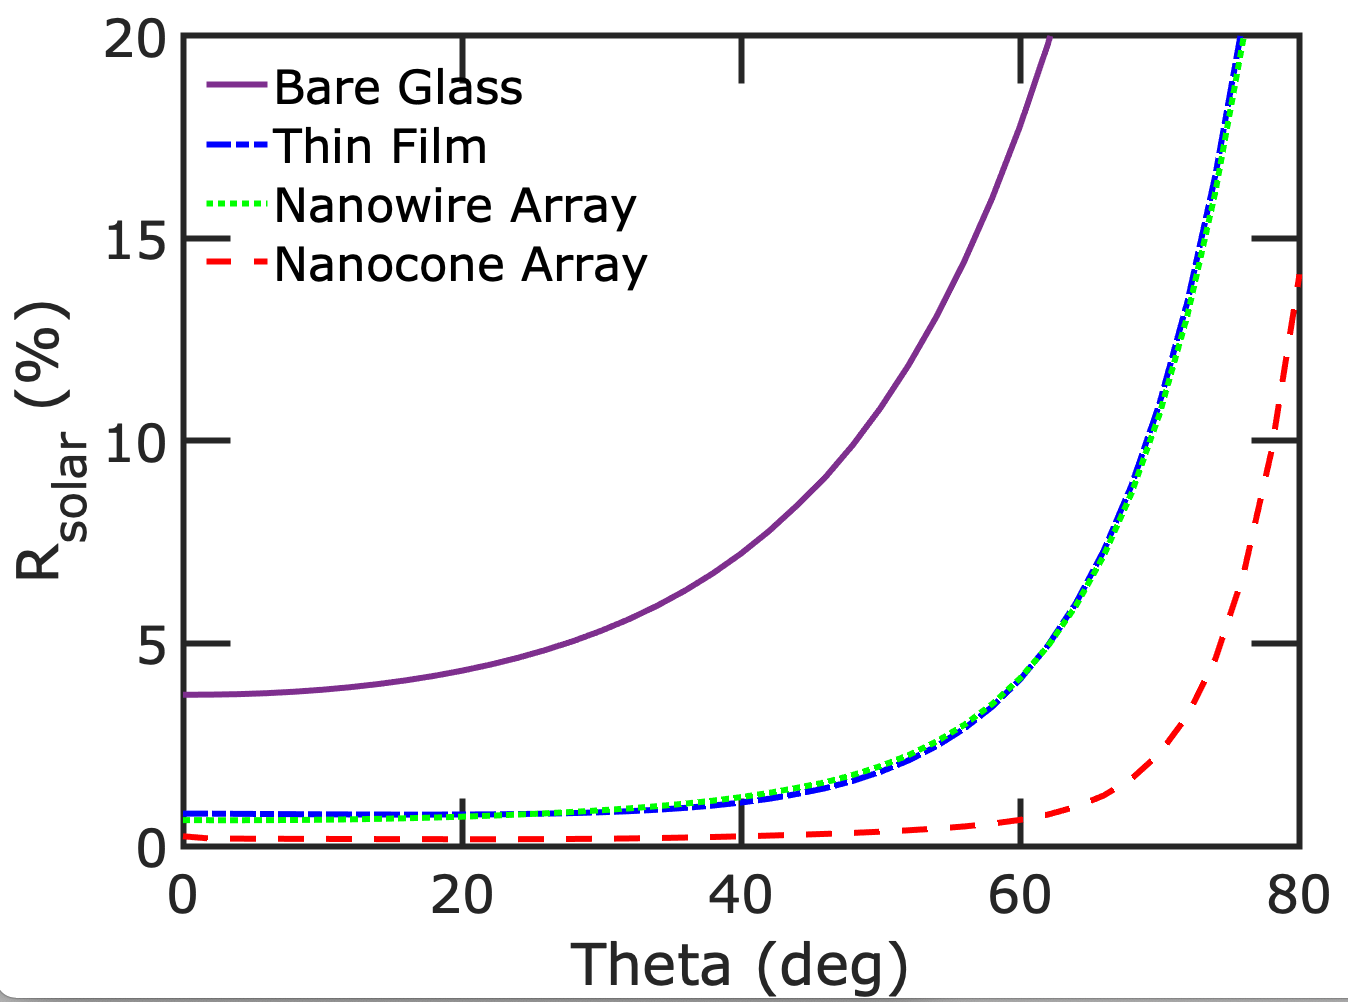 20
15
10
5
0
R_solar (%)
Bare Glass
Thin Film
Nanowire Array
Nanocone Array
0 20 40 60 80
Theta (deg)